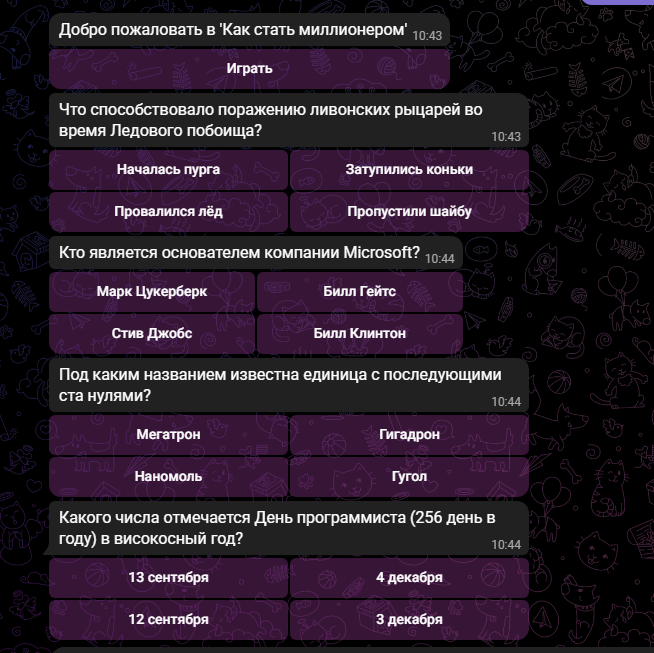 Добро пожаловать в 'Как стать миллионером' 10:43
Играть
Что способствовало поражению ливонских рыцарей во
время Ледового побоища? 10:43
Началась пурга Затупились коньки
Провалился лёд Пропустили шайбу
Кто является основателем компании Microsoft? 10:44
Марк Цукерберк Билл Гейтс
Стив Джобс Билл Клинтон
Под каким названием известна единица с последующими
ста нулями? 10:44
Мегатрон Гигадрон
Наномоль Гугол
Какого числа отмечается День программиста (256 день в
году) в високосный год? 10:44
13 сентября 4 декабря
12 сентября 3 декабря